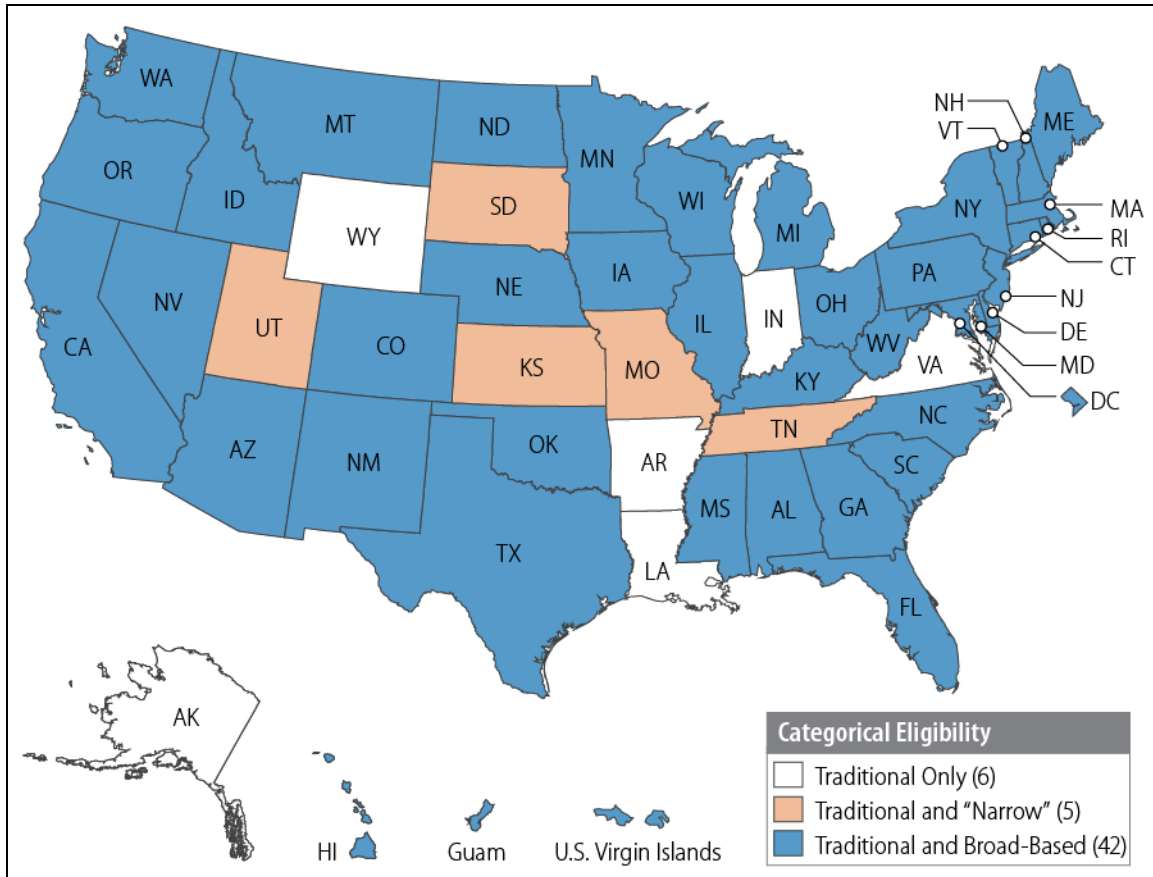 WA
MT
ND
MN
NH
VT
ME
OR
ID
SD
WI
MI
NY
MA
RI
CT
WY
IA
NE
PA
NJ
DE
MD
DC
NV
UT
CO
IL
IN
OH
WV
VA
CA
KS
MO
KY
AZ
NM
OK
AR
TN
NC
SC
TX
LA
MS
AL
GA
FL
AK
HI
Guam
U.S. Virgin Islands
Categorical Eligibility
Traditional Only (6)
Traditional and “Narrow” (5)
Traditional and Broad-Based (42)